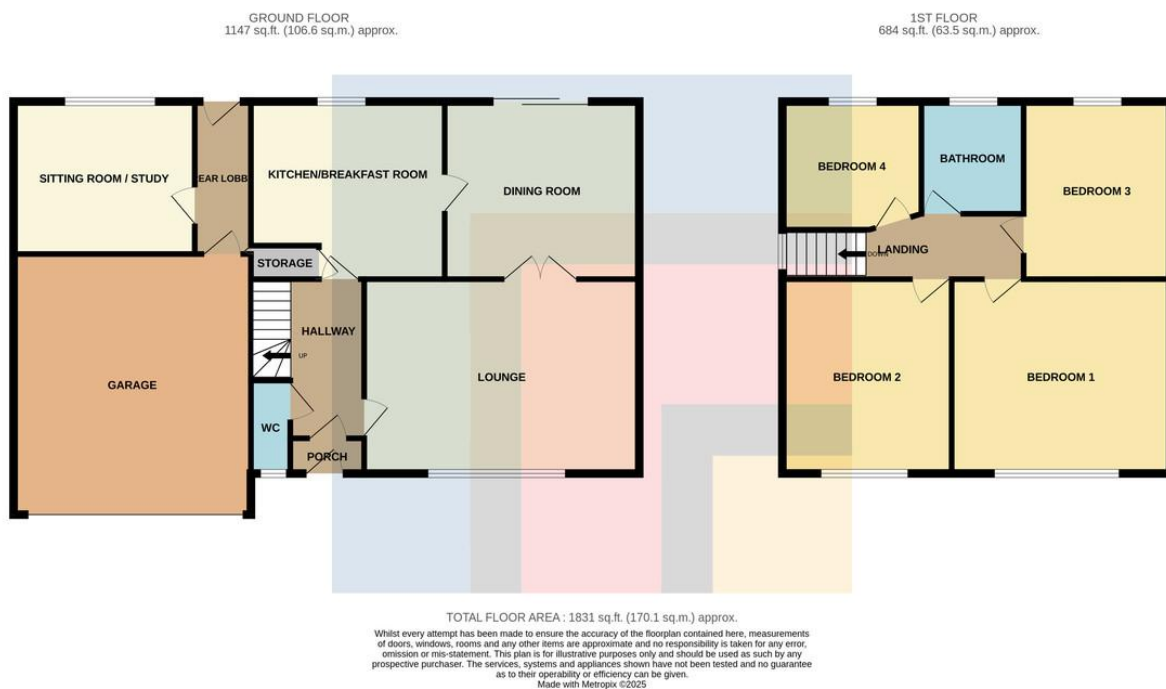 GROUND FLOOR
1147 sq.ft. (106.6 sq.m.) approx.
1ST FLOOR
684 sq.ft. (63.5 sq.m.) approx.
SITTING ROOM / STUDY
EAR LOBB
KITCHEN/BREAKFAST ROOM
DINING ROOM
STORAGE
HALLWAY
UP
GARAGE
LOUNGE
WC
PORCH
BEDROOM 4
BATHROOM
BEDROOM 3
LANDING
DOWN
BEDROOM 2
BEDROOM 1
TOTAL FLOOR AREA : 1831 sq.ft. (170.1 sq.m.) approx.
Whilst every attempt has been made to ensure the accuracy of the floorplan contained here, measurements
of doors, windows, rooms and any other items are approximate and no responsibility is taken for any error,
omission or mis-statement. This plan is for illustrative purposes only and should be used as such by any
prospective purchaser. The services, systems and appliances shown have not been tested and no guarantee
as to their operability or efficiency can be given.
Made with Metropix ©2025